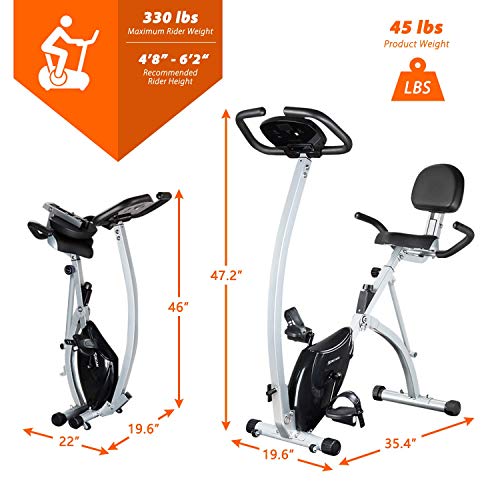 330 lbs
Maximum Rider Weight
4'8" - 6'2"
Recommended
Rider Height
45 lbs
Product Weight
LBS
47.2"
46"
22"
19.6"
19.6"
35.4"